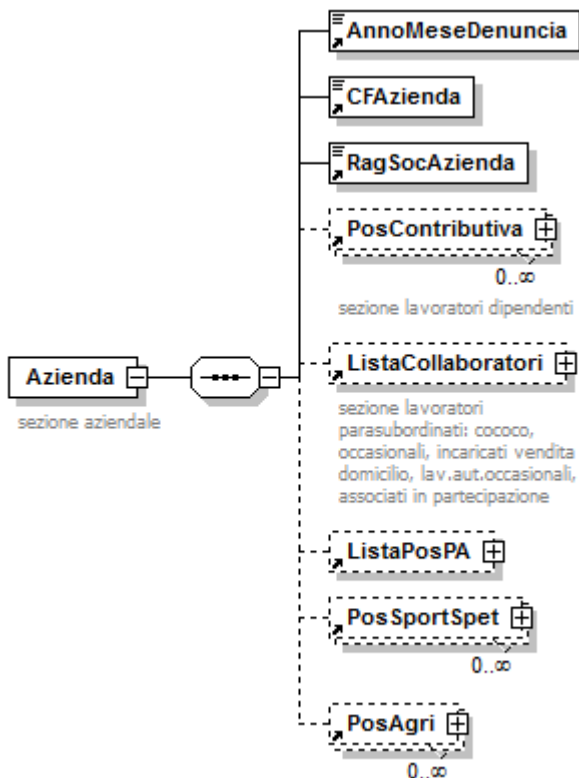 AnnoMeseDenuncia
CFAzienda
RagSocAzienda
PosContributiva
0..∞
sezione lavoratori dipendenti
Azienda
sezione aziendale
ListaCollaboratori
sezione lavoratori
parasubordinati: cococo,
occasionali, incaricati vendita
domicilio, lav.aut.occasionali,
associati in partecipazione
ListaPosPA
PosSportSpet
0..∞
PosAgri
0..∞